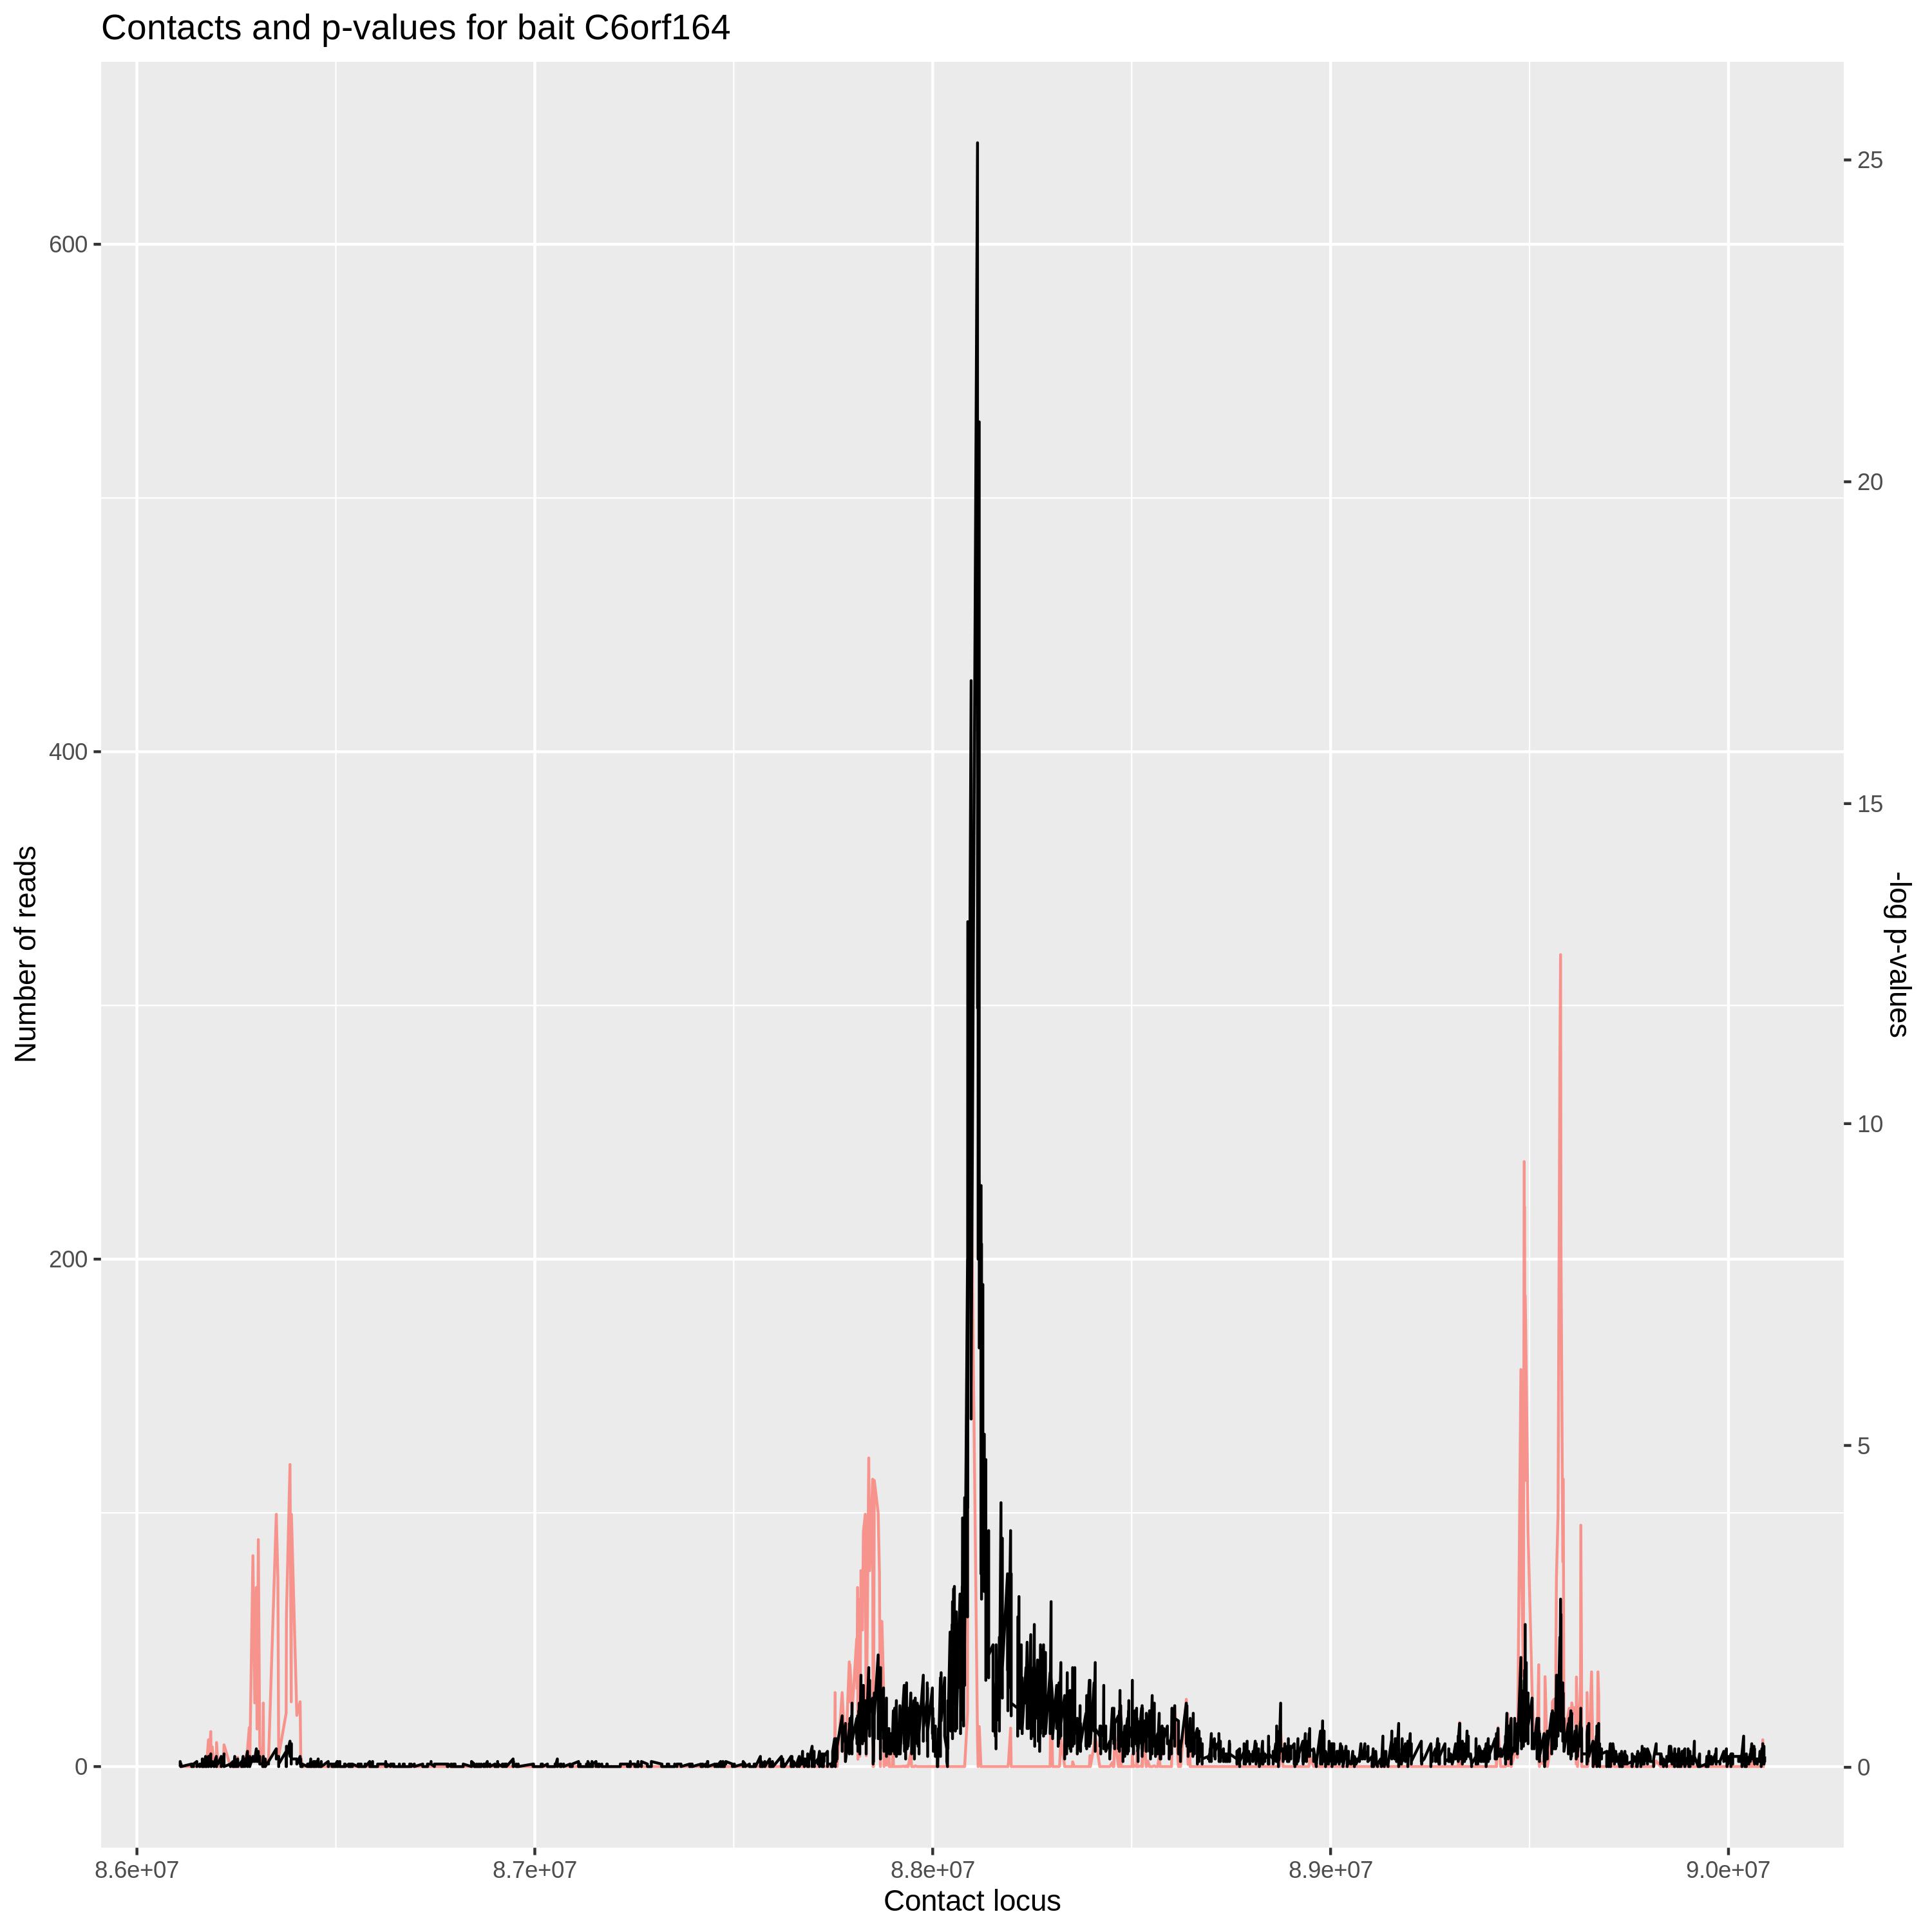 Contacts and p-values for bait C6orf164
600
400
200
0
Number of reads
25
20
15
10
5
0
-log p-values
8.6e+07
8.7e+07
8.8e+07
8.9e+07
9.0e+07
Contact locus